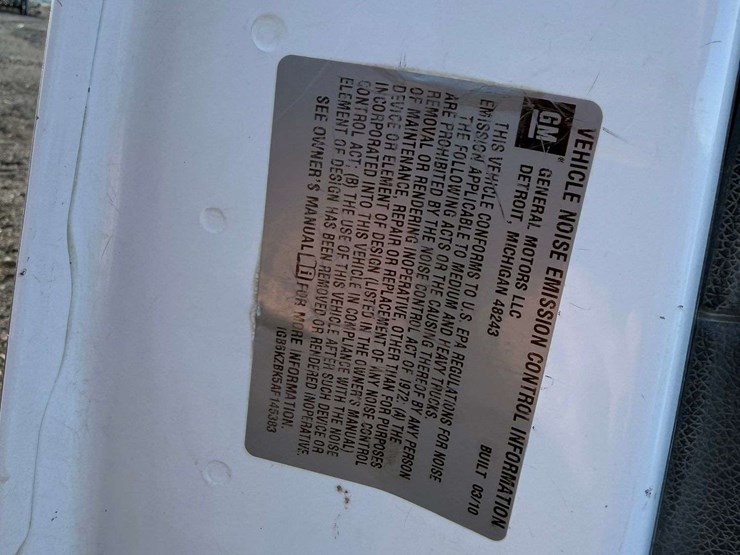 VEHICLE NOISE EMISSION CONTROL INFORMATION
GM® GENERAL MOTORS LLC
DETROIT, MICHIGAN 48243 BUILT 03/10
THIS VEHICLE CONFORMS TO U.S. EPA REGULATIONS FOR NOISE
EMISSION APPLICABLE TO MEDIUM AND HEAVY TRUCKS.
THE FOLLOWING ACTS OR THE CAUSING THEREOF BY ANY PERSON
ARE PROHIBITED BY THE NOISE CONTROL ACT OF 1972: (A) THE
REMOVAL OR RENDERING INOPERATIVE, OTHER THAN FOR PURPOSES
OF MAINTENANCE, REPAIR OR REPLACEMENT OF ANY NOISE CONTROL
DEVICE OR ELEMENT OF DESIGN (LISTED IN THE OWNER'S MANUAL)
INCORPORATED INTO THIS VEHICLE IN COMPLIANCE WITH THE NOISE
CONTROL ACT; (B) THE USE OF THIS VEHICLE AFTER SUCH DEVICE OR
ELEMENT OF DESIGN HAS BEEN REMOVED OR RENDERED INOPERATIVE.
SEE OWNER'S MANUAL i FOR MORE INFORMATION.